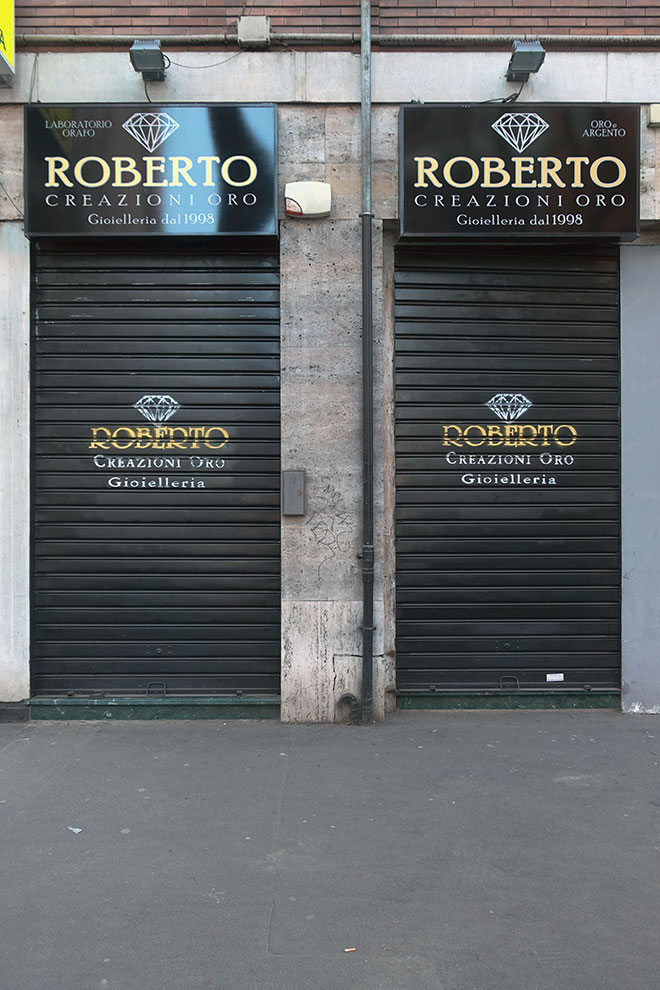 LABORATORIO
ORAFO
ROBERTO
CREAZIONI ORO
Gioielleria dal 1998
ORO e
ARGENTO
ROBERTO
CREAZIONI ORO
Gioielleria dal 1998
ROBERTO
CREAZIONI ORO
Gioielleria
ROBERTO
CREAZIONI ORO
Gioielleria